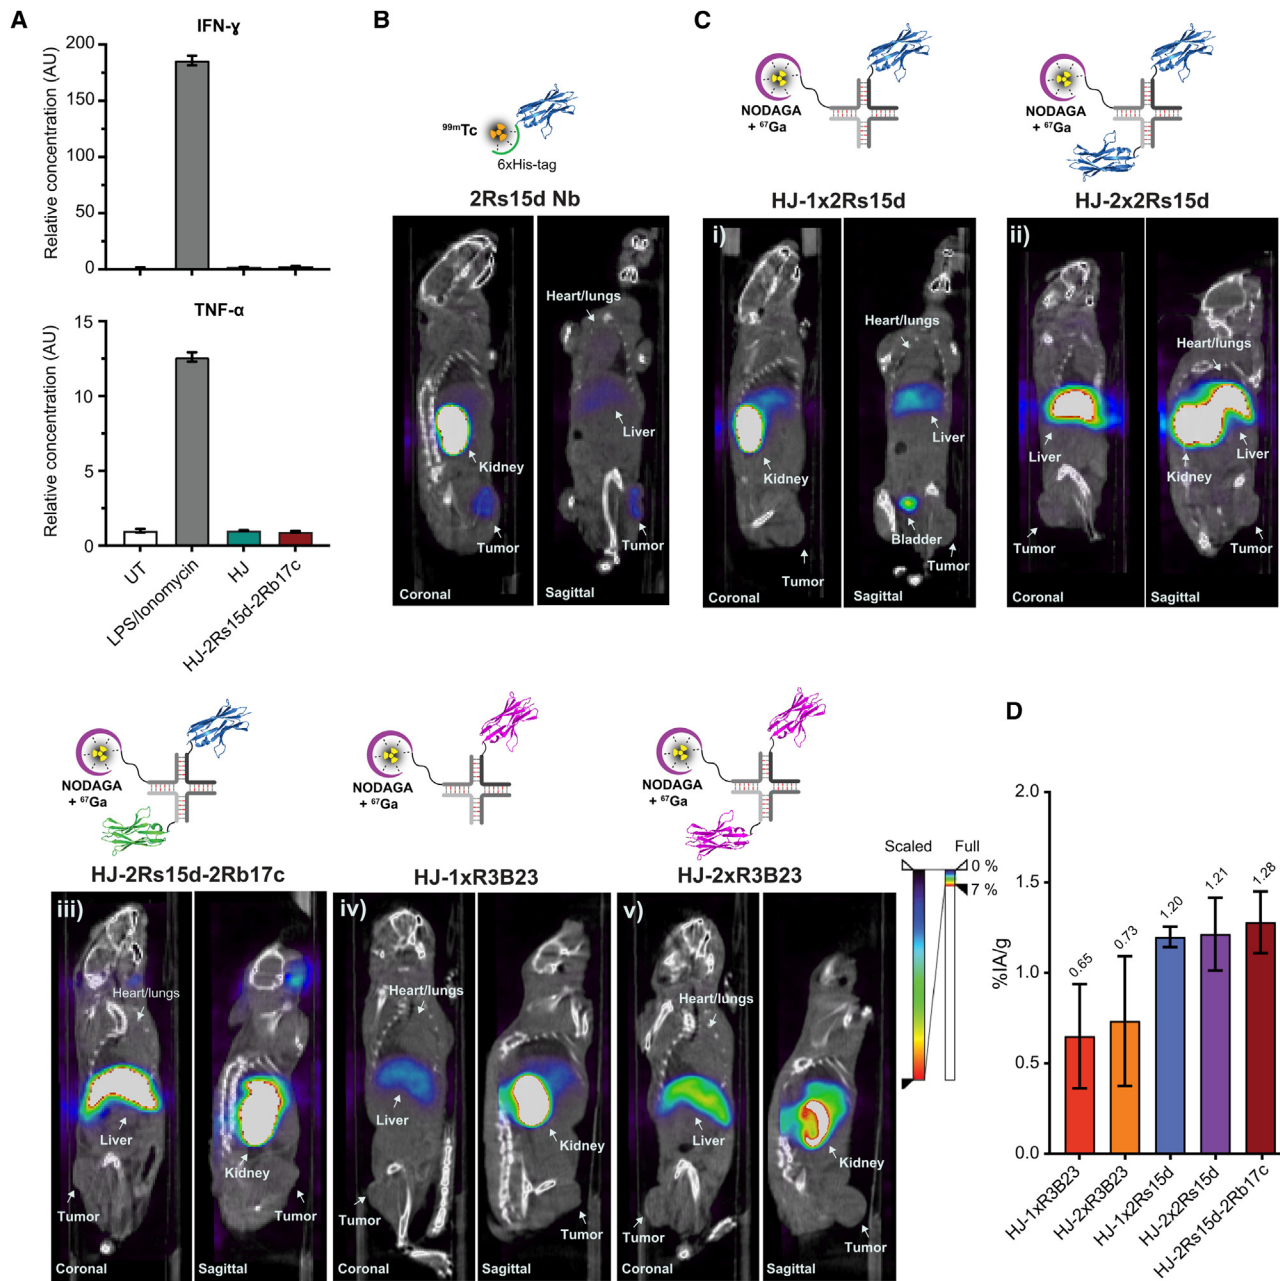 A
IFN-ɣ
Relative concentration (AU)
200
150
100
50
0
TNF-α
Relative concentration (AU)
15
10
5
0
UT
LPS/Ionomycin
HJ
HJ-2Rs15d-2Rb17c
B
99mTc
6xHis-tag
2Rs15d Nb
Heart/lungs
Liver
Kidney
Tumor
Tumor
Coronal
Sagittal
C
NODAGA
+ 67Ga
HJ-1x2Rs15d
i)
Heart/lungs
Liver
Kidney
Bladder
Tumor
Tumor
Coronal
Sagittal
NODAGA
+ 67Ga
HJ-2x2Rs15d
ii)
Heart/lungs
Liver
Kidney
Liver
Tumor
Tumor
Coronal
Sagittal
NODAGA
+ 67Ga
HJ-2Rs15d-2Rb17c
iii)
Heart/lungs
Liver
Kidney
Tumor
Tumor
Coronal
Sagittal
NODAGA
+ 67Ga
HJ-1xR3B23
iv)
Heart/lungs
Liver
Kidney
Tumor
Tumor
Coronal
Sagittal
NODAGA
+ 67Ga
HJ-2xR3B23
v)
Heart/lungs
Liver
Kidney
Tumor
Tumor
Coronal
Sagittal
Scaled
Full
0 %
7 %
D
%IA/g
2.0
1.5
1.0
0.5
0.0
0.65
0.73
1.20
1.21
1.28
HJ-1xR3B23
HJ-2xR3B23
HJ-1x2Rs15d
HJ-2x2Rs15d
HJ-2Rs15d-2Rb17c